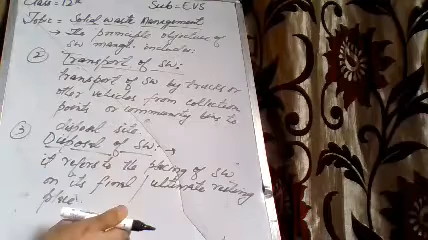 Class = 12th Sub = EVS
Topic = Solid waste Management
→ The principle objective of
SW mangt. includes:
② Transport of SW:
Transport of SW by trucks or
other vehicles from collection
points or community bins to
disposal site.
③ Disposal of SW: →
it refers to the placing of SW
on its final / ultimate resting
place.